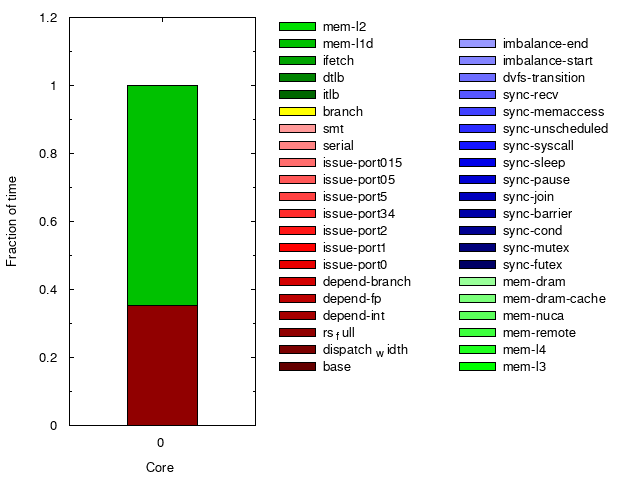 1.2
1
0.8
0.6
0.4
0.2
0
Fraction of time
0
Core
mem-l2
mem-l1d
ifetch
dtlb
itlb
branch
smt
serial
issue-port015
issue-port05
issue-port5
issue-port34
issue-port2
issue-port1
issue-port0
depend-branch
depend-fp
depend-int
rs f ull
dispatch w idth
base
imbalance-end
imbalance-start
dvfs-transition
sync-recv
sync-memaccess
sync-unscheduled
sync-syscall
sync-sleep
sync-pause
sync-join
sync-barrier
sync-cond
sync-mutex
sync-futex
mem-dram
mem-dram-cache
mem-nuca
mem-remote
mem-l4
mem-l3